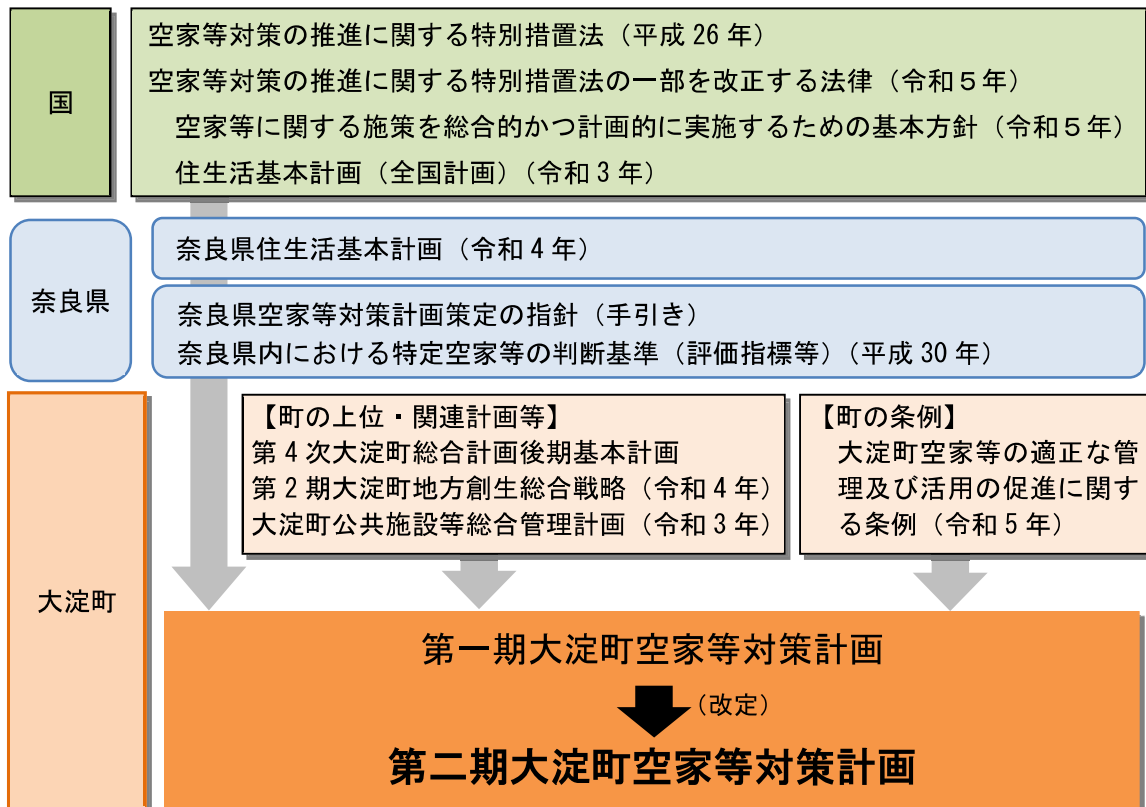 国
空家等対策の推進に関する特別措置法（平成 26 年）
空家等対策の推進に関する特別措置法の一部を改正する法律（令和５年）
空家等に関する施策を総合的かつ計画的に実施するための基本方針（令和５年）
住生活基本計画（全国計画）（令和 3 年）
奈良県
奈良県住生活基本計画（令和 4 年）
奈良県空家等対策計画策定の指針（手引き）
奈良県内における特定空家等の判断基準（評価指標等）（平成 30 年）
大淀町
【町の上位・関連計画等】
第 4 次大淀町総合計画後期基本計画
第 2 期大淀町地方創生総合戦略（令和 4 年）
大淀町公共施設等総合管理計画（令和 3 年）
【町の条例】
大淀町空家等の適正な管
理及び活用の促進に関す
る条例（令和 5 年）
第一期大淀町空家等対策計画
（改定）
第二期大淀町空家等対策計画